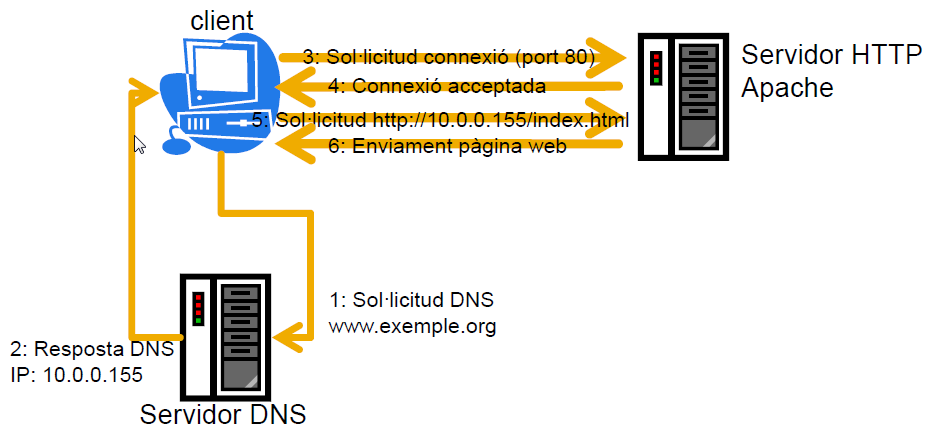 client
3: Sol·licitud connexió (port 80)
4: Connexió acceptada
5: Sol·licitud http://10.0.0.155/index.html
6: Enviament pàgina web
Servidor HTTP
Apache
1: Sol·licitud DNS
www.exemple.org
2: Resposta DNS
IP: 10.0.0.155
Servidor DNS